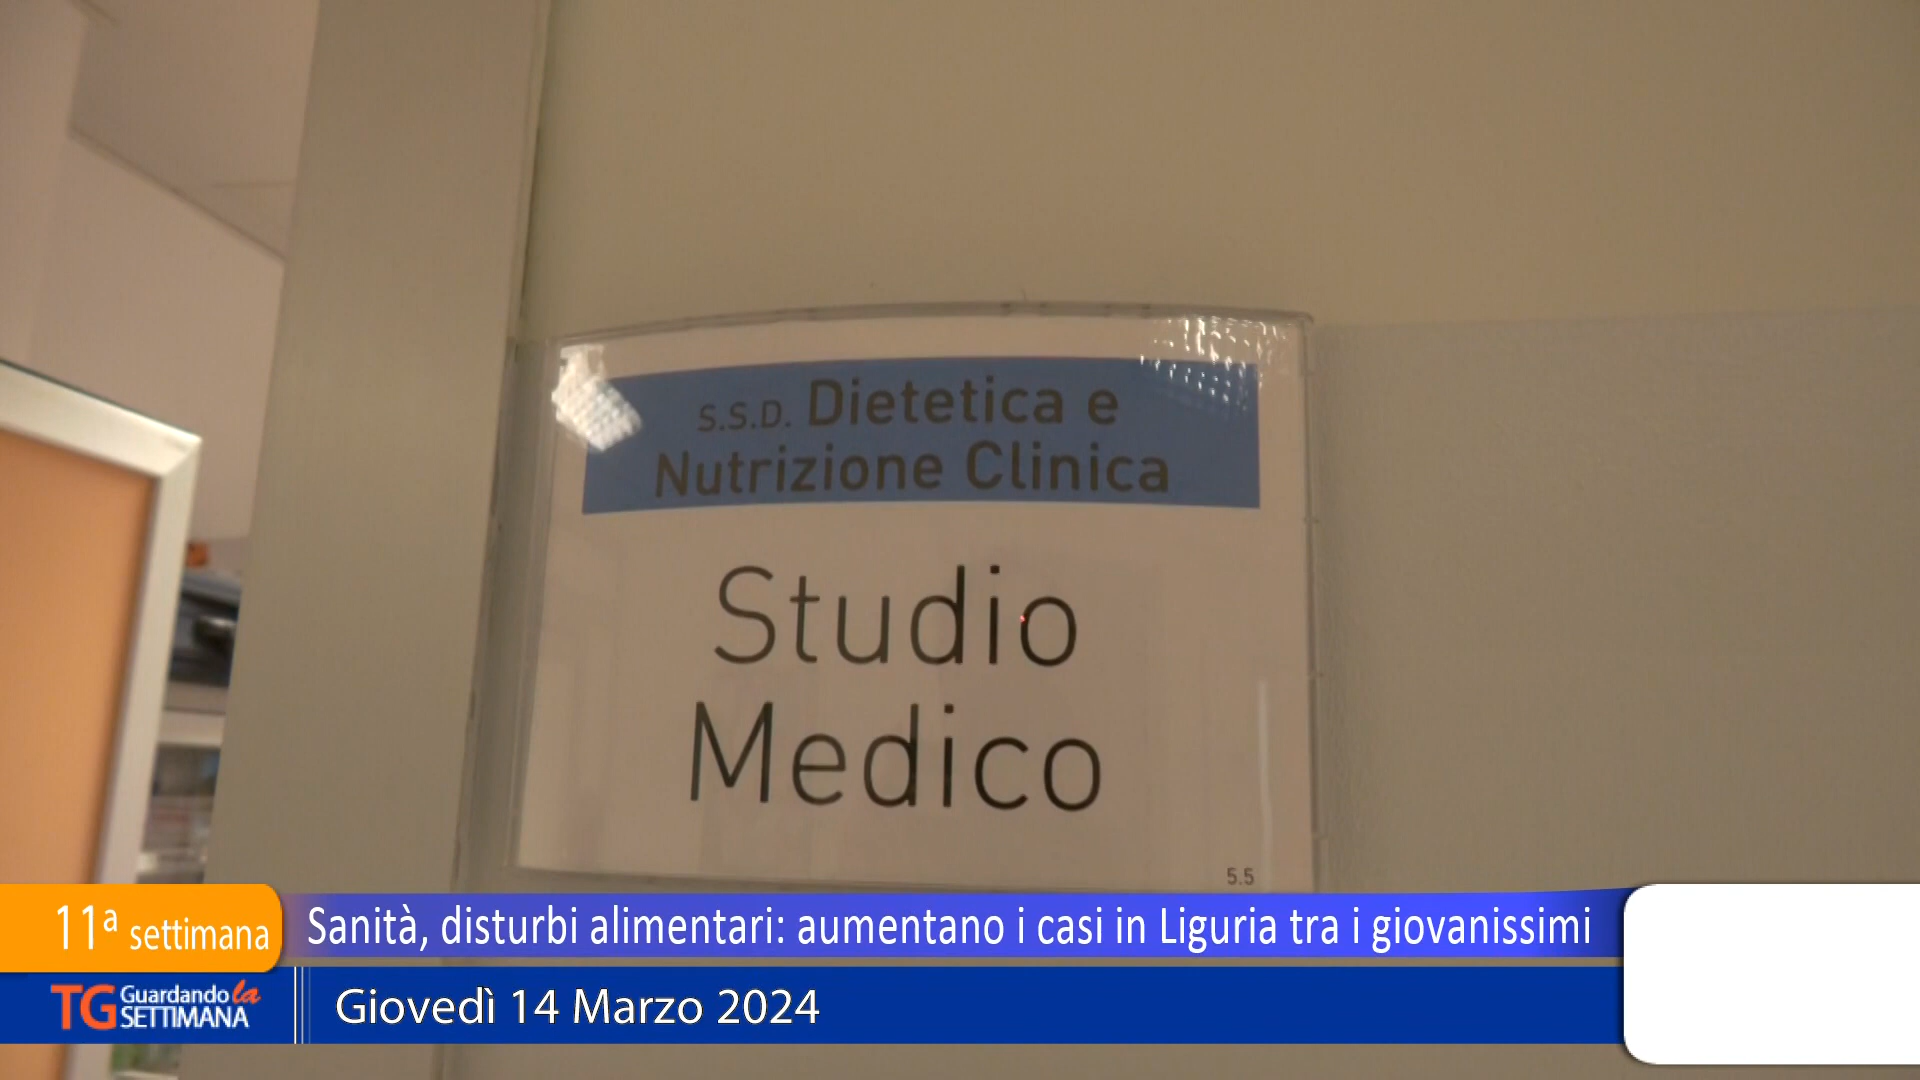 S.S.D. Dietetica e
Nutrizione Clinica
Studio
Medico
5.5
11ª settimana
Sanità, disturbi alimentari: aumentano i casi in Liguria tra i giovanissimi
TG Guardando la
SETTIMANA
Giovedì 14 Marzo 2024